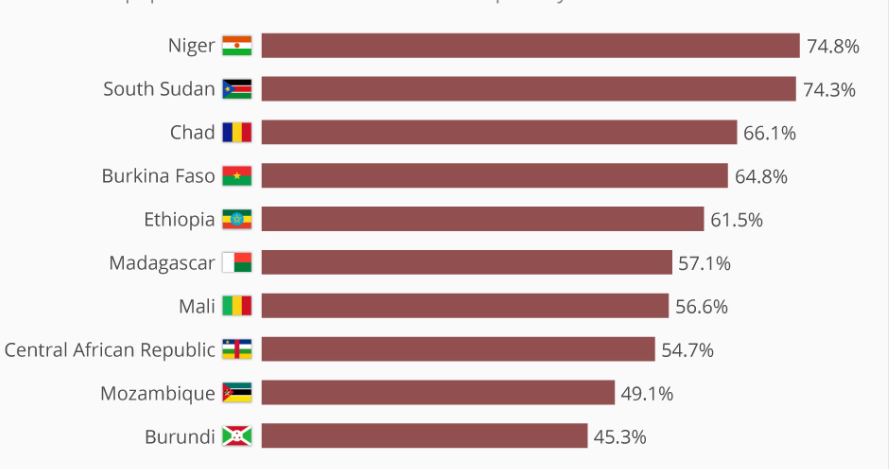 Niger 74.8%
South Sudan 74.3%
Chad 66.1%
Burkina Faso 64.8%
Ethiopia 61.5%
Madagascar 57.1%
Mali 56.6%
Central African Republic 54.7%
Mozambique 49.1%
Burundi 45.3%